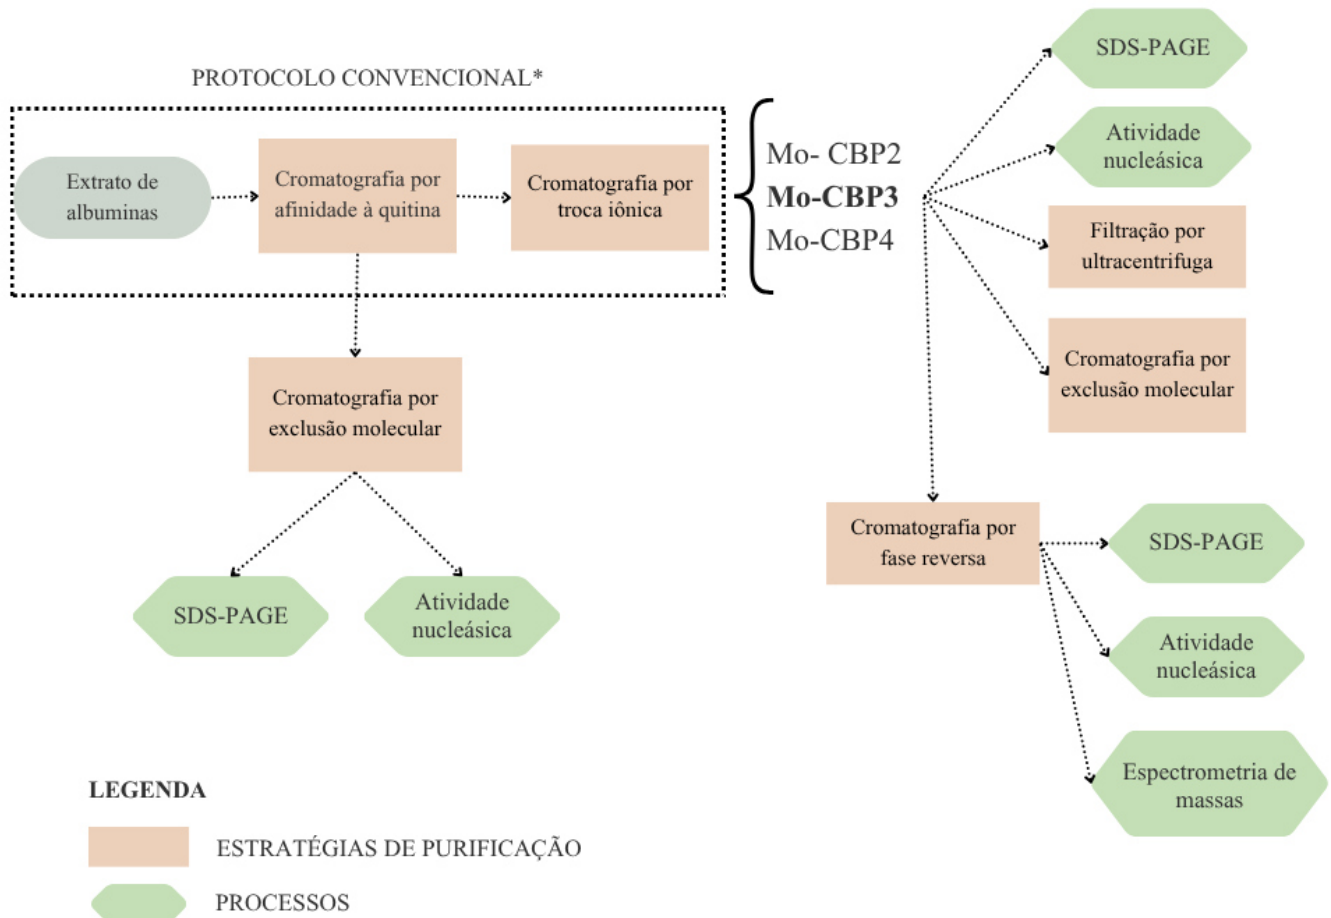 PROTOCOLO CONVENCIONAL*
Extrato de
albuminas
Cromatografia por
afinidade à quitina
Cromatografia por
troca iônica
Mo- CBP2
Mo-CBP3
Mo-CBP4
SDS-PAGE
Atividade
nucleásica
Filtração por
ultracentrifuga
Cromatografia por
exclusão molecular
Cromatografia por
exclusão molecular
SDS-PAGE
Atividade
nucleásica
Cromatografia por
fase reversa
SDS-PAGE
Atividade
nucleásica
Espectrometria de
massas
LEGENDA
ESTRATÉGIAS DE PURIFICAÇÃO
PROCESSOS